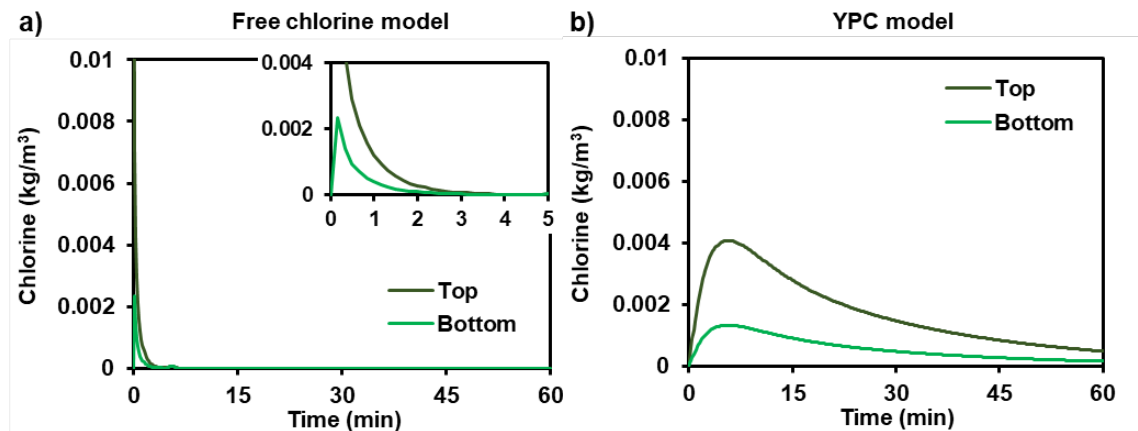 a)
Free chlorine model
Chlorine (kg/m³)
0.01
0.008
0.006
0.004
0.002
0
0.004
0.002
0
0 1 2 3 4 5
Top
Bottom
0 15 30 45 60
Time (min)
b)
YPC model
Chlorine (kg/m³)
0.01
0.008
0.006
0.004
0.002
0
Top
Bottom
0 15 30 45 60
Time (min)